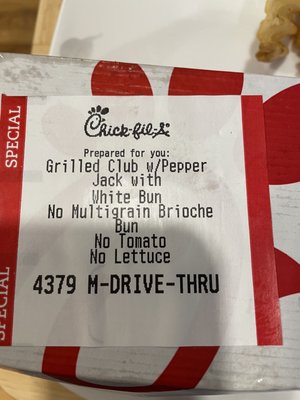 SPECIAL
SPECIAL
Chick-fil-A
Prepared for you:
Grilled Club w/Pepper
Jack with
White Bun
No Multigrain Brioche
Bun
No Tomato
No Lettuce
4379 M-DRIVE-THRU